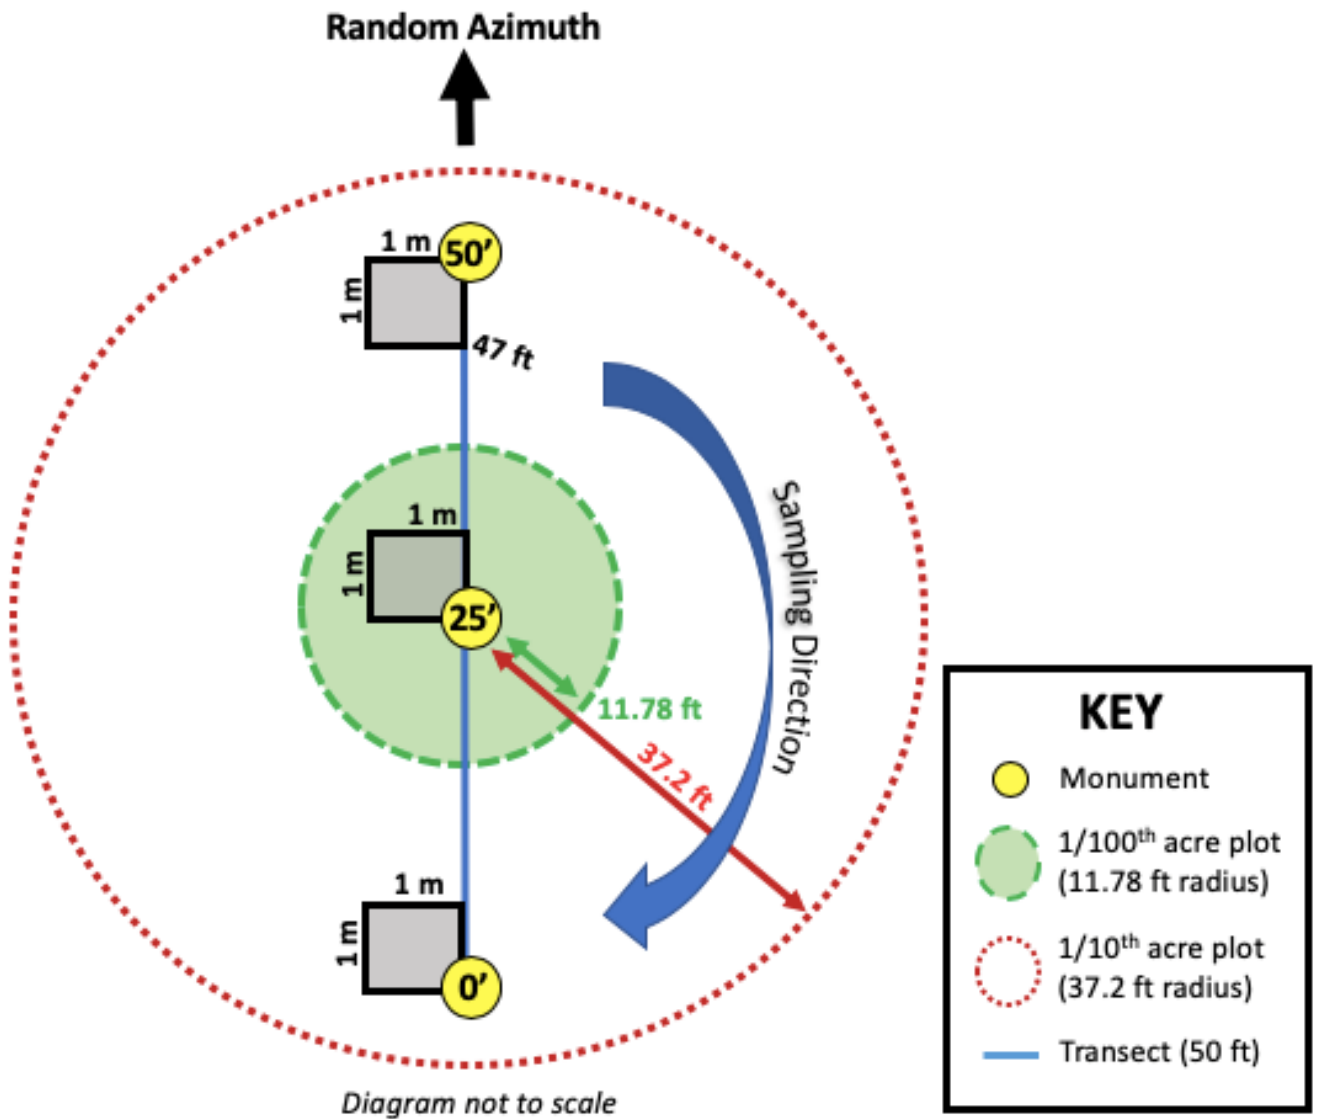 Random Azimuth
1 m
50’
1 m
47 ft
1 m
1 m
25’
11.78 ft
37.2 ft
Sampling Direction
1 m
1 m
0’
Diagram not to scale
KEY
Monument
1/100th acre plot
(11.78 ft radius)
1/10th acre plot
(37.2 ft radius)
Transect (50 ft)